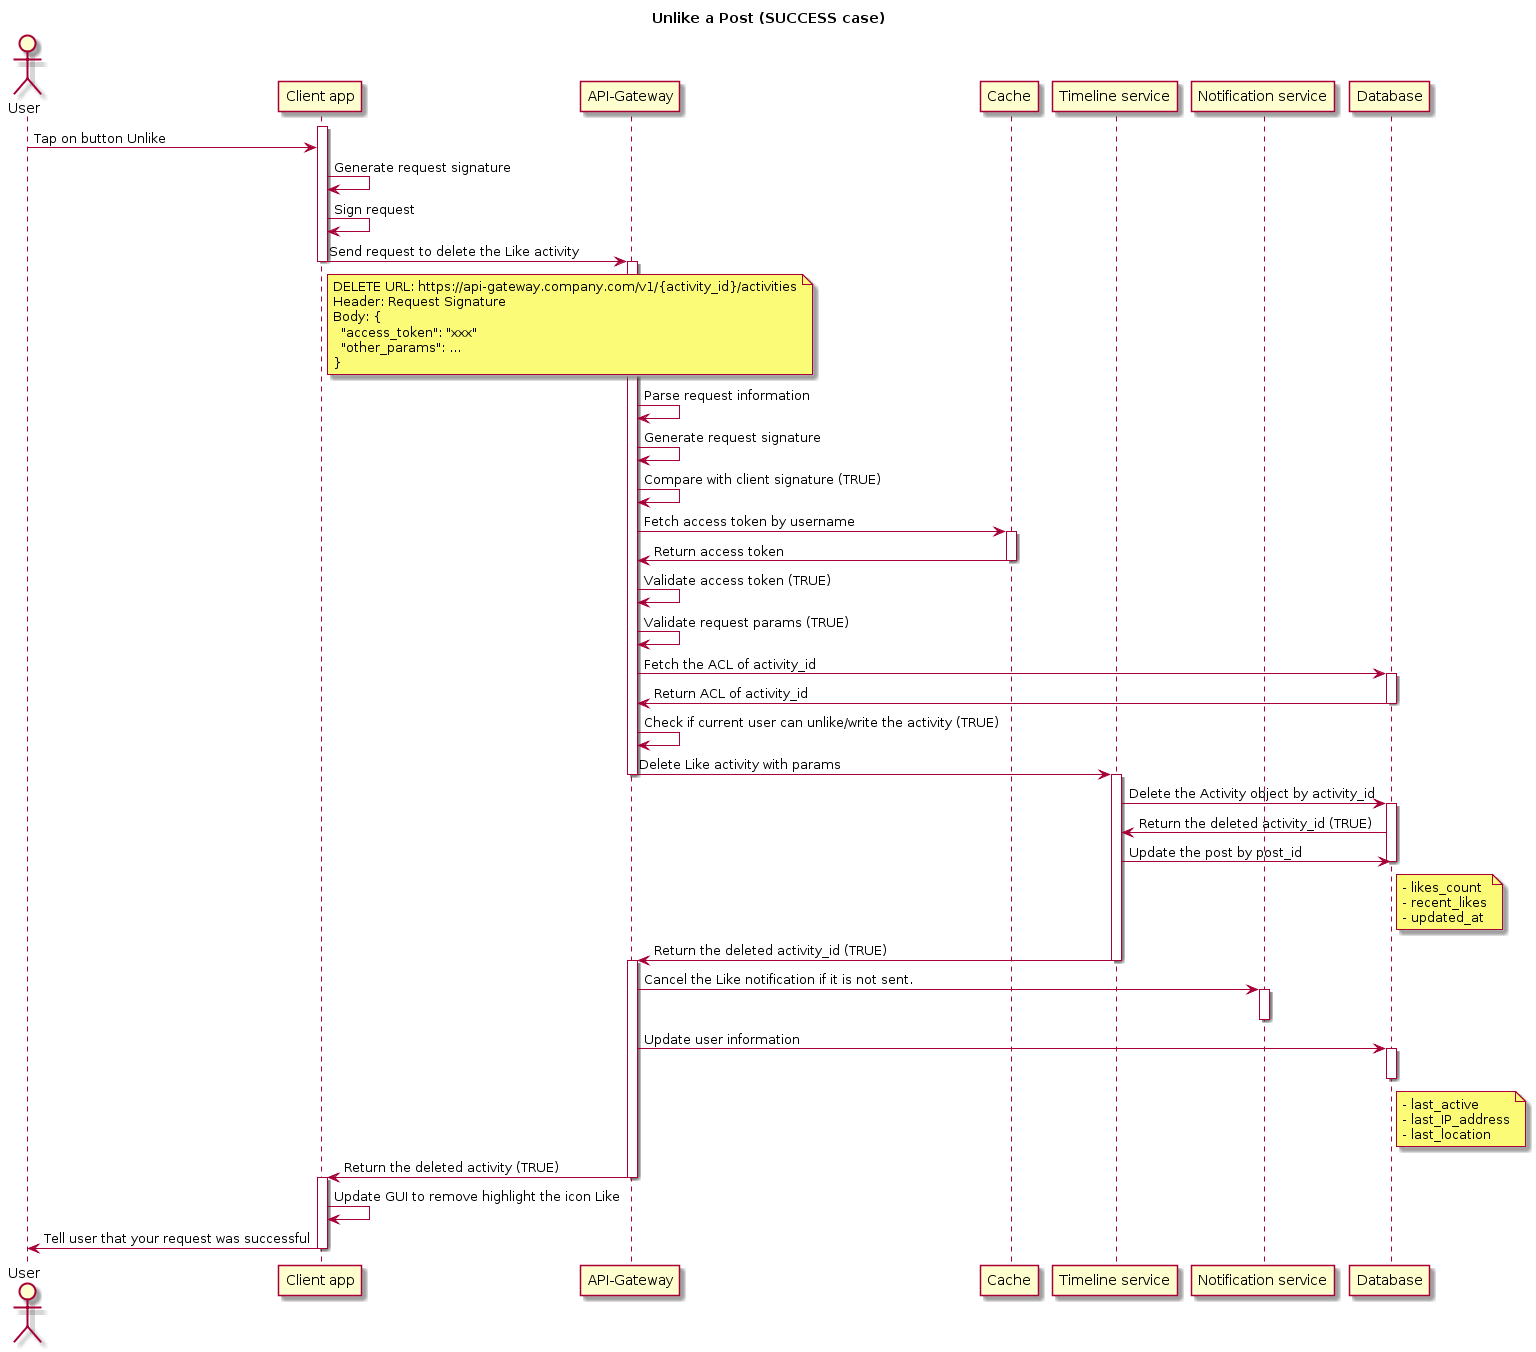 Unlike a Post (SUCCESS case)
User
Client app
API-Gateway
Cache
Timeline service
Notification service
Database
Tap on button Unlike
Generate request signature
Sign request
Send request to delete the Like activity
DELETE URL: https://api-gateway.company.com/v1/{activity_id}/activities
Header: Request Signature
Body: {
"access_token": "xxx"
"other_params": ...
}
Parse request information
Generate request signature
Compare with client signature (TRUE)
Fetch access token by username
Return access token
Validate access token (TRUE)
Validate request params (TRUE)
Fetch the ACL of activity_id
Return ACL of activity_id
Check if current user can unlike/write the activity (TRUE)
Delete Like activity with params
Delete the Activity object by activity_id
Return the deleted activity_id (TRUE)
Update the post by post_id
- likes_count
- recent_likes
- updated_at
Return the deleted activity_id (TRUE)
Cancel the Like notification if it is not sent.
Update user information
- last_active
- last_IP_address
- last_location
Return the deleted activity (TRUE)
Update GUI to remove highlight the icon Like
Tell user that your request was successful
User
Client app
API-Gateway
Cache
Timeline service
Notification service
Database